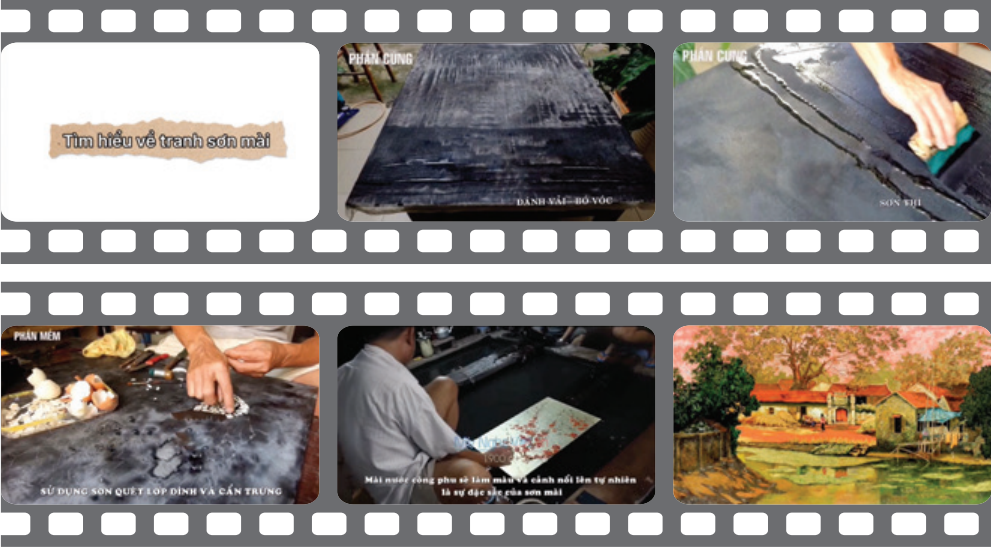 Tìm hiểu về tranh sơn mài
PHẦN CỨNG
ĐÁNH VẢI - BÓ VÓC
PHẦN CỨNG
SƠN THÍ
PHẦN MỀM
SỬ DỤNG SƠN QUÉT LỚP DÍNH VÀ CẨN TRỨNG
Mài nước công phu sẽ làm màu và cảnh nổi lên tự nhiên
là sự đặc sắc của sơn mài